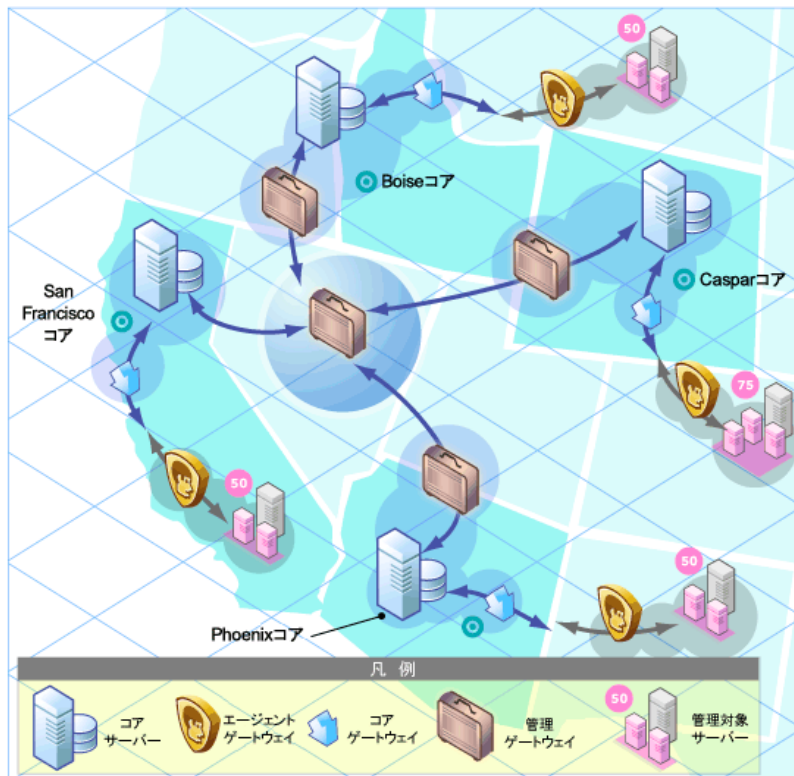 50
Boiseコア
San
Francisco
コア
Casparコア
75
50
50
Phoenixコア
凡 例
コア
サーバー
エージェント
ゲートウェイ
コア
ゲートウェイ
管理
ゲートウェイ
50
管理対象
サーバー